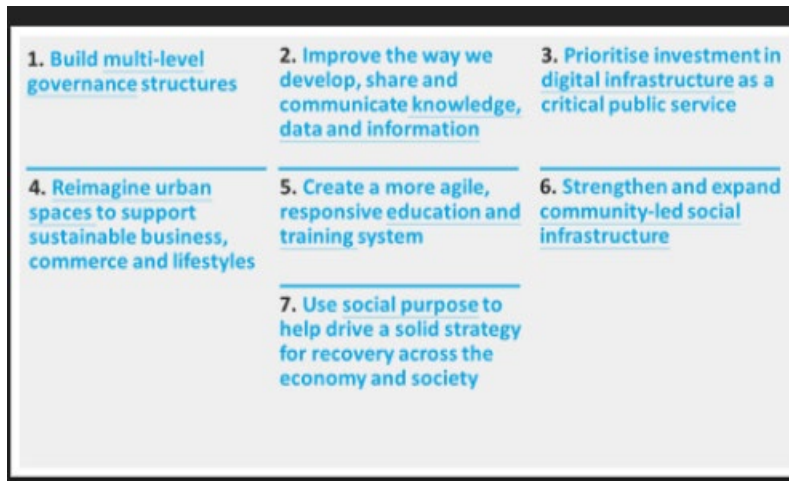 1. Build multi-level
governance structures
2. Improve the way we
develop, share and
communicate knowledge,
data and information
3. Prioritise investment in
digital infrastructure as a
critical public service
4. Reimagine urban
spaces to support
sustainable business,
commerce and lifestyles
5. Create a more agile,
responsive education and
training system
6. Strengthen and expand
community-led social
infrastructure
7. Use social purpose to
help drive a solid strategy
for recovery across the
economy and society